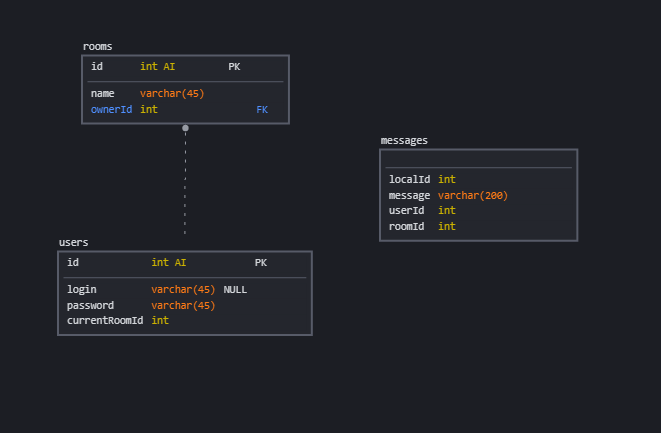 rooms
id int AI PK
name varchar(45)
ownerId int FK
messages
localId int
message varchar(200)
userId int
roomId int
users
id int AI PK
login varchar(45) NULL
password varchar(45)
currentRoomId int